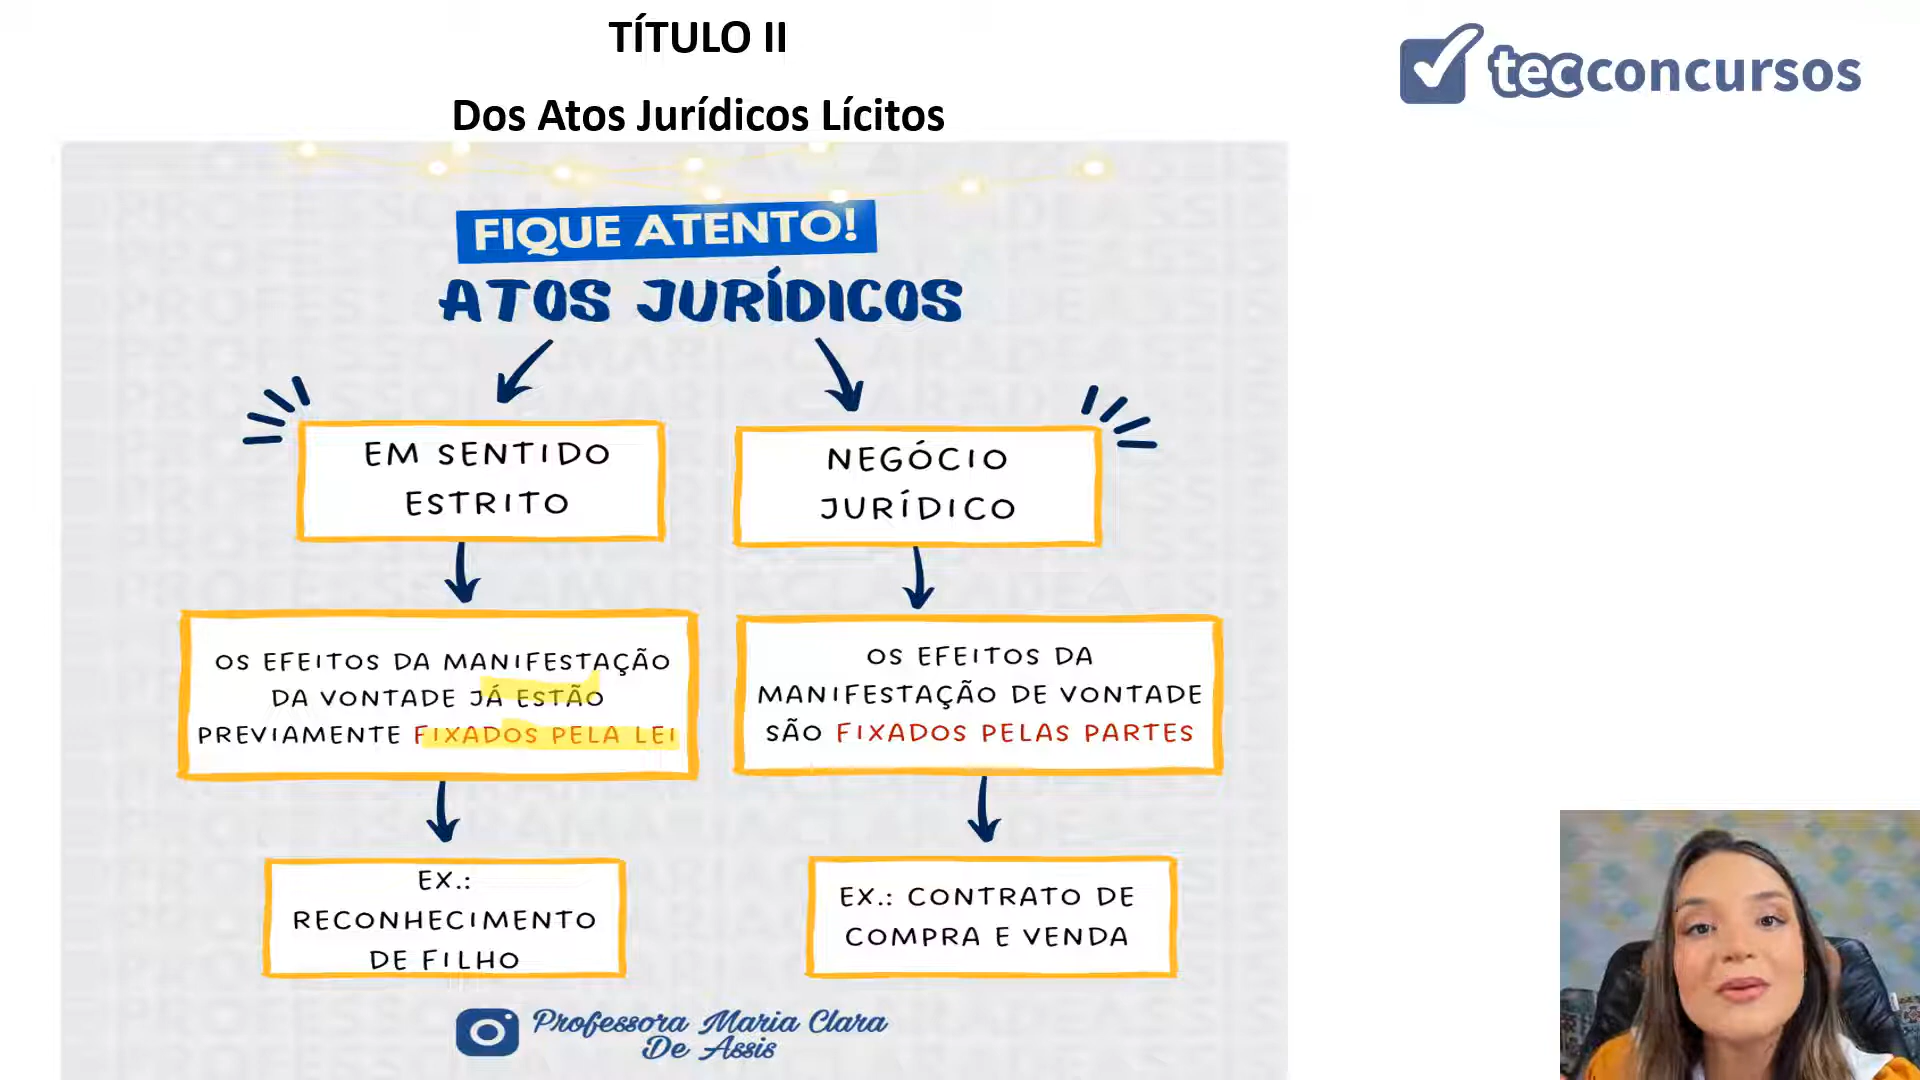 TÍTULO II
Dos Atos Jurídicos Lícitos
tecconcursos
FIQUE ATENTO!
ATOS JURÍDICOS
EM SENTIDO
ESTRITO
NEGÓCIO
JURÍDICO
OS EFEITOS DA MANIFESTAÇÃO
DA VONTADE JÁ ESTÃO
PREVIAMENTE FIXADOS PELA LEI
OS EFEITOS DA
MANIFESTAÇÃO DE VONTADE
SÃO FIXADOS PELAS PARTES
EX.:
RECONHECIMENTO
DE FILHO
EX.: CONTRATO DE
COMPRA E VENDA
Professora Maria Clara
De Assis